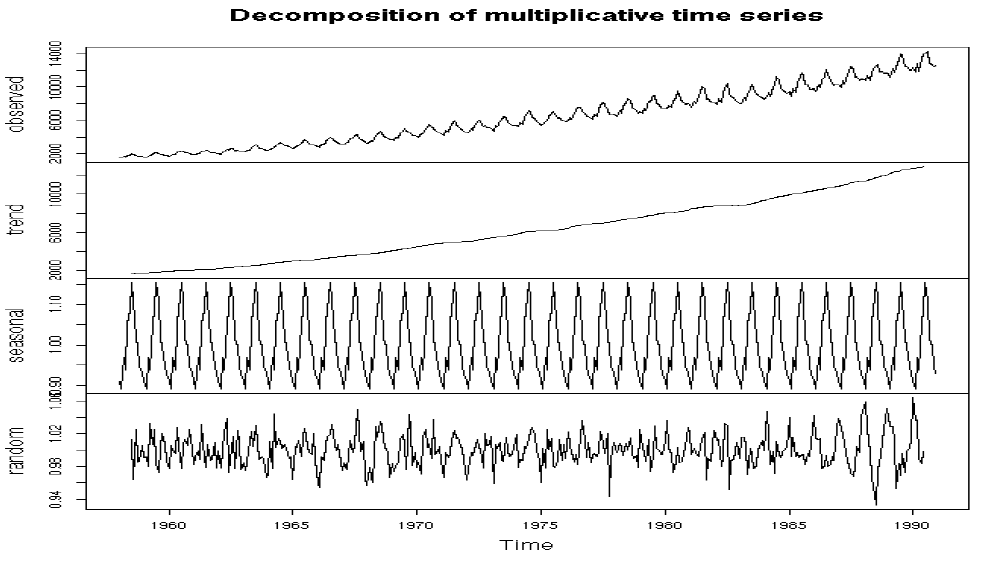 Decomposition of multiplicative time series
observed
2000 6000 10000 14000
trend
2000 6000 10000
seasonal
0.90 1.00 1.10
random
0.94 0.98 1.02
1960 1965 1970 1975 1980 1985 1990
Time